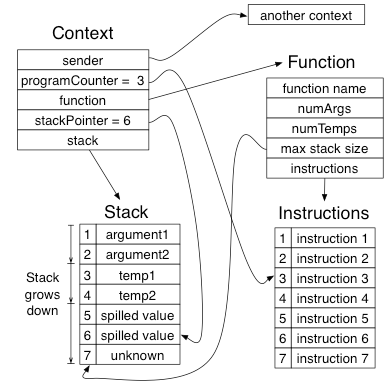 another context
Context
sender
programCounter = 3
function
stackPointer = 6
stack
Function
function name
numArgs
numTemps
max stack size
instructions
Stack
1 argument1
2 argument2
3 temp1
4 temp2
5 spilled value
6 spilled value
7 unknown
Stack
grows
down
Instructions
1 instruction 1
2 instruction 2
3 instruction 3
4 instruction 4
5 instruction 5
6 instruction 6
7 instruction 7